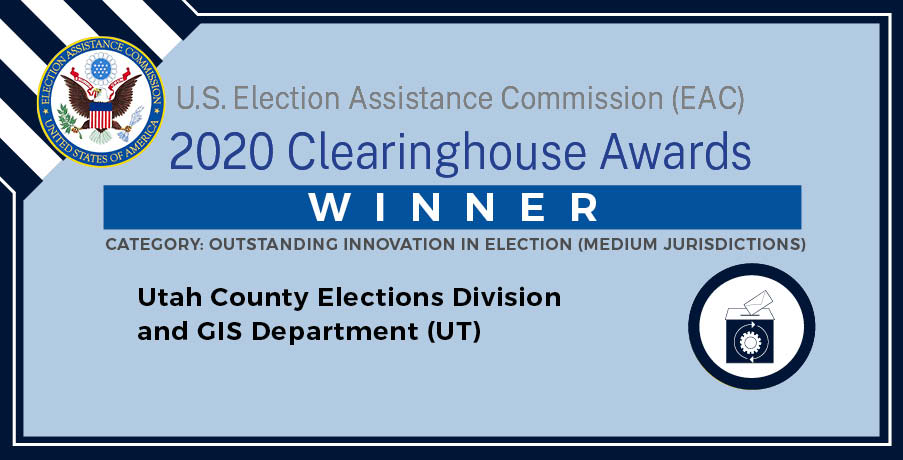 ELECTION ASSISTANCE COMMISSION
UNITED STATES OF AMERICA
U.S. Election Assistance Commission (EAC)
2020 Clearinghouse Awards
WINNER
CATEGORY: OUTSTANDING INNOVATION IN ELECTION (MEDIUM JURISDICTIONS)
Utah County Elections Division
and GIS Department (UT)